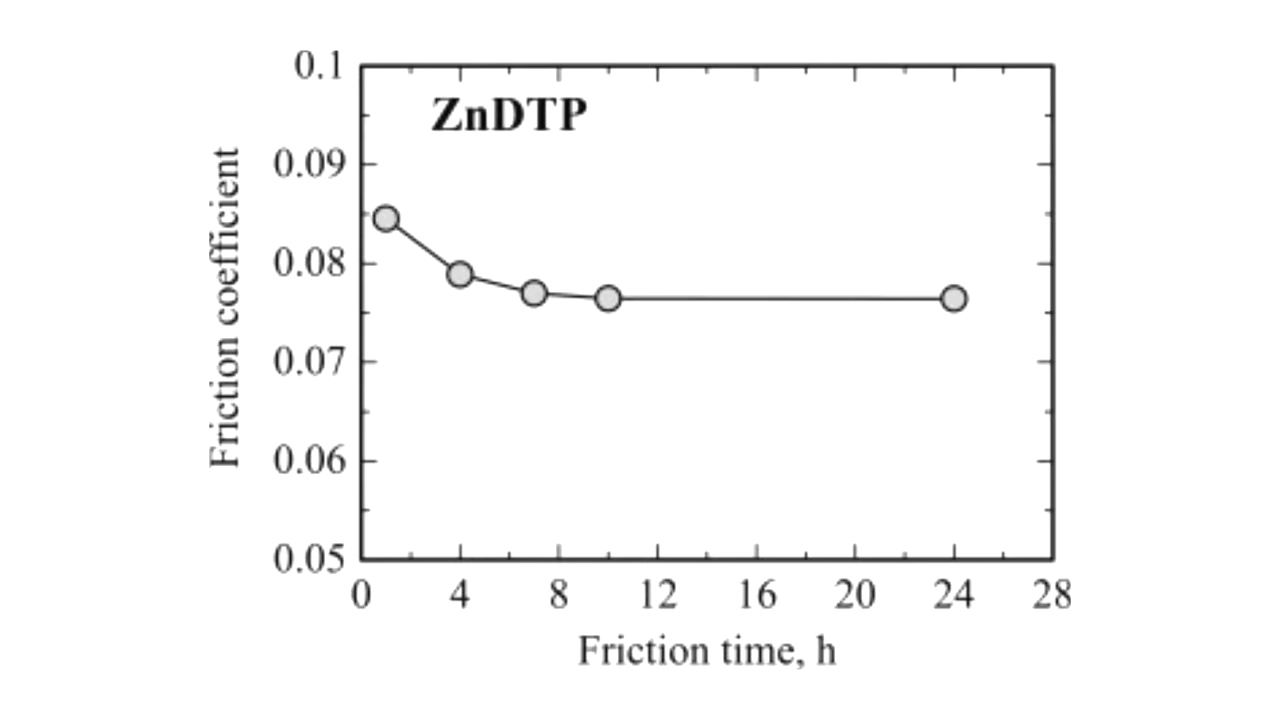 0.1
ZnDTP
0.09
0.08
0.07
0.06
0.05
Friction coefficient
0 4 8 12 16 20 24 28
Friction time, h